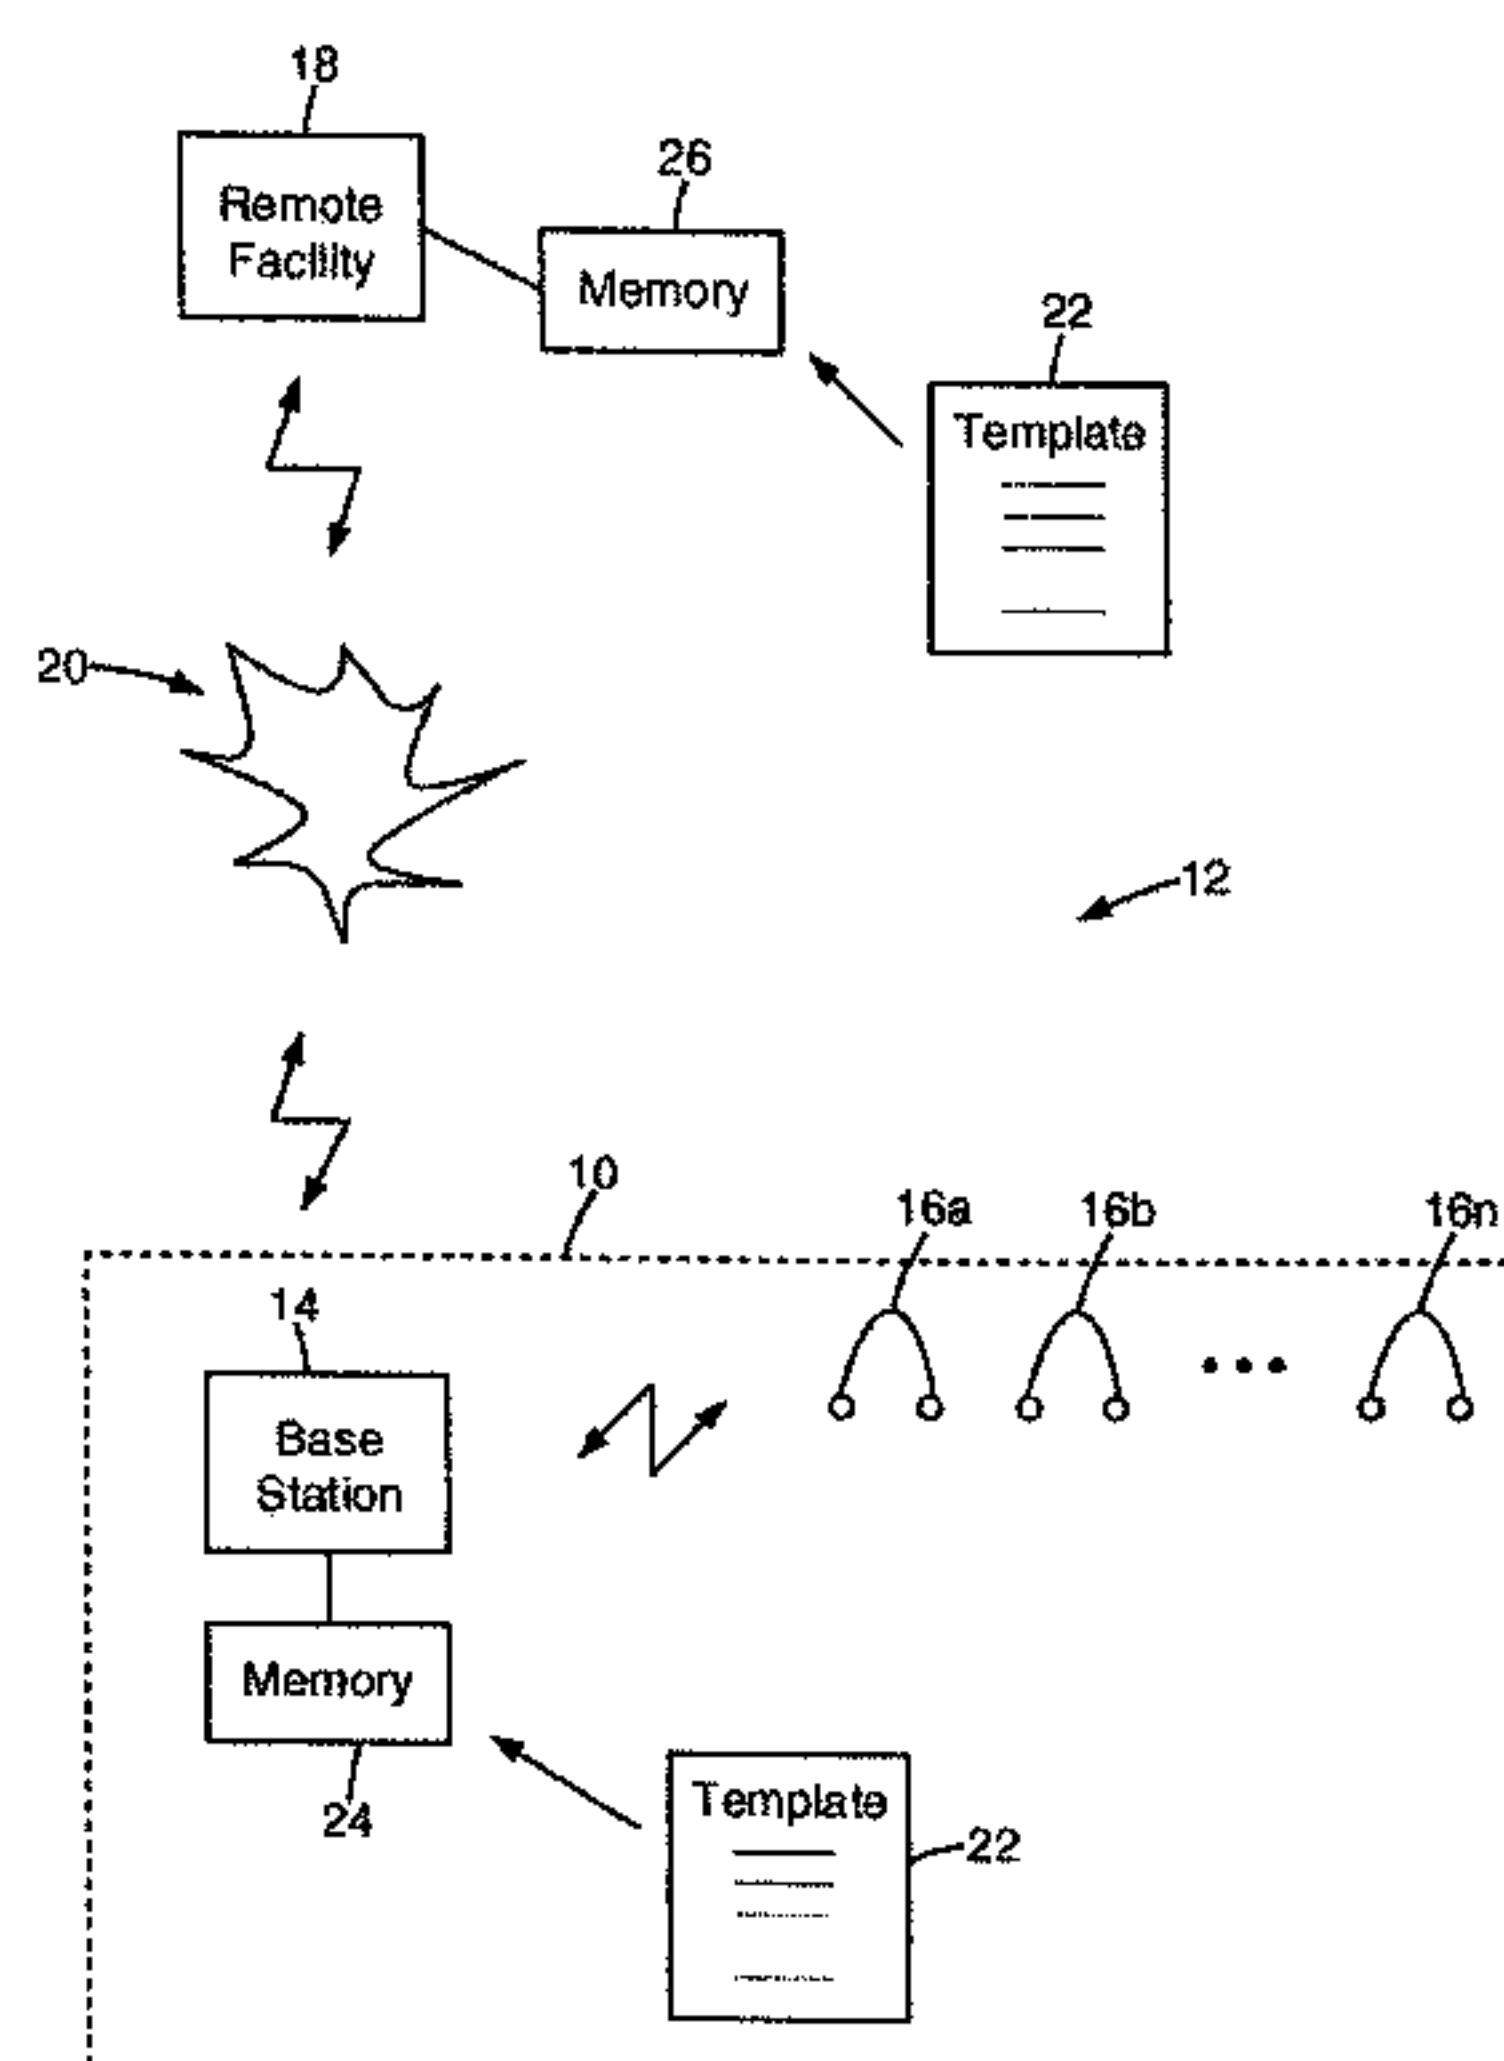 18
Remote
Facility
26
Memory
22
Template
20
12
10
16a 16b 16n
14
Base
Station
Memory
24
Template
22